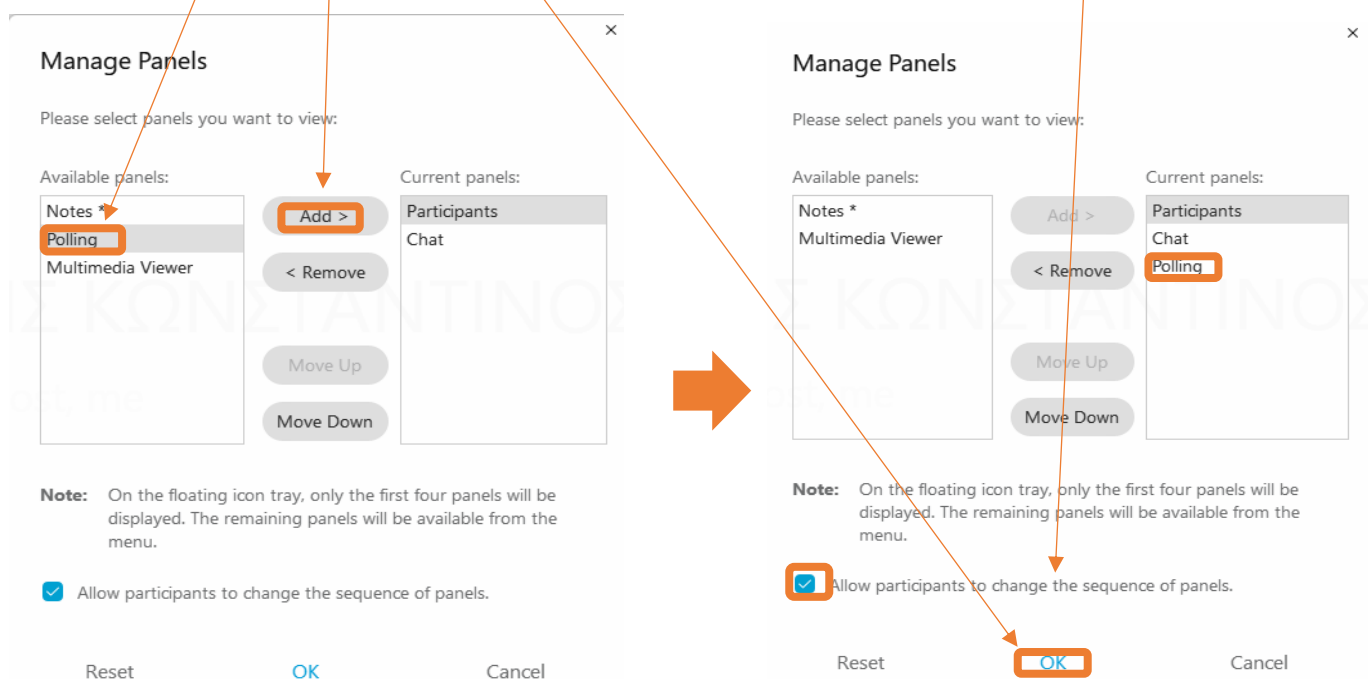 Manage Panels
Please select panels you want to view:
Available panels:
Current panels:
Notes *
Polling
Multimedia Viewer
Add >
< Remove
Move Up
Move Down
Participants
Chat
Note: On the floating icon tray, only the first four panels will be
displayed. The remaining panels will be available from the
menu.
Allow participants to change the sequence of panels.
Reset OK Cancel
Manage Panels
Please select panels you want to view:
Available panels:
Current panels:
Notes *
Multimedia Viewer
Add >
< Remove
Move Up
Move Down
Participants
Chat
Polling
Note: On the floating icon tray, only the first four panels will be
displayed. The remaining panels will be available from the
menu.
Allow participants to change the sequence of panels.
Reset OK Cancel
ΙΣ ΚΩΝΣΤΑΝΤΙΝΟΣ
me
Σ ΚΩΝΣΤΑΝΤΙΝΟΣ
me